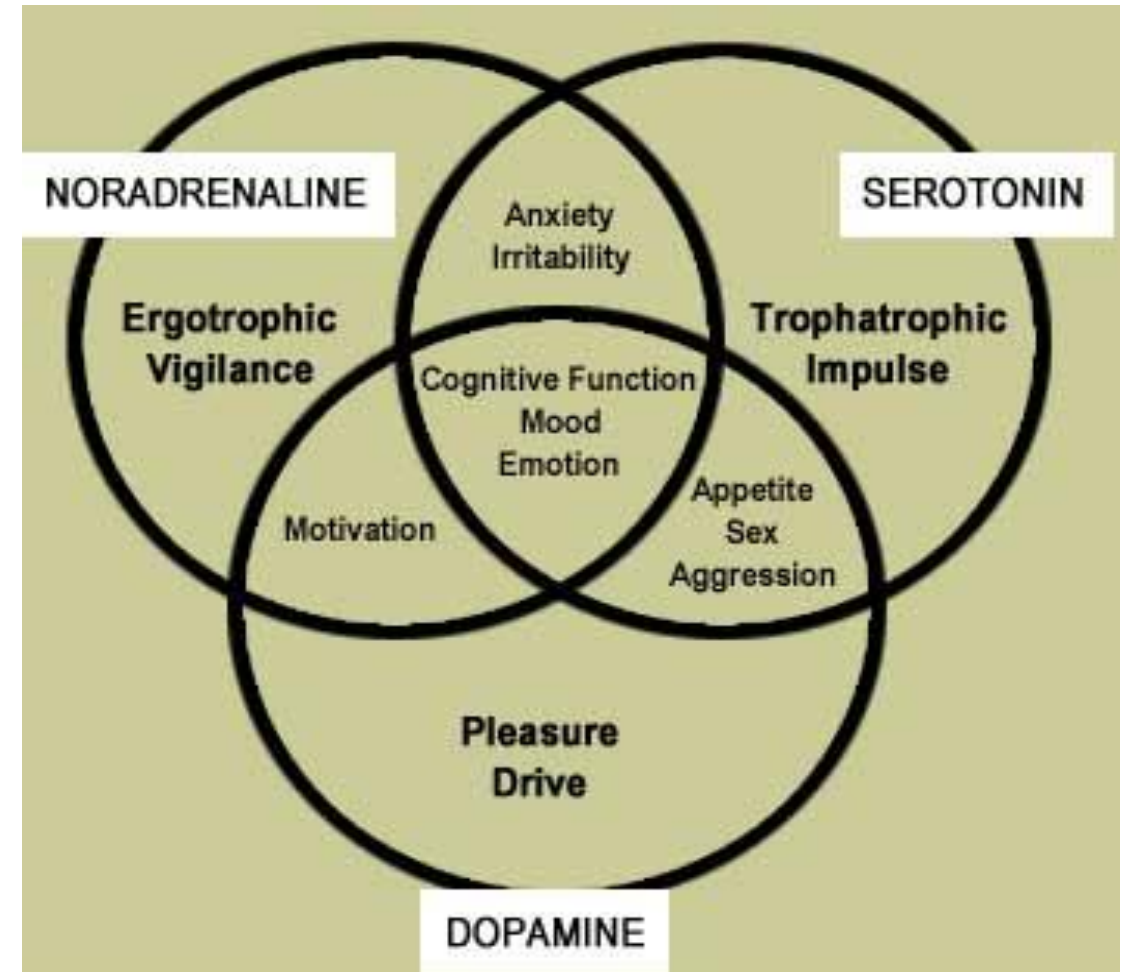 NORADRENALINE
SEROTONIN
Anxiety
Irritability
Ergotrophic
Vigilance
Trophatrophic
Impulse
Cognitive Function
Mood
Emotion
Motivation
Appetite
Sex
Aggression
Pleasure
Drive
DOPAMINE